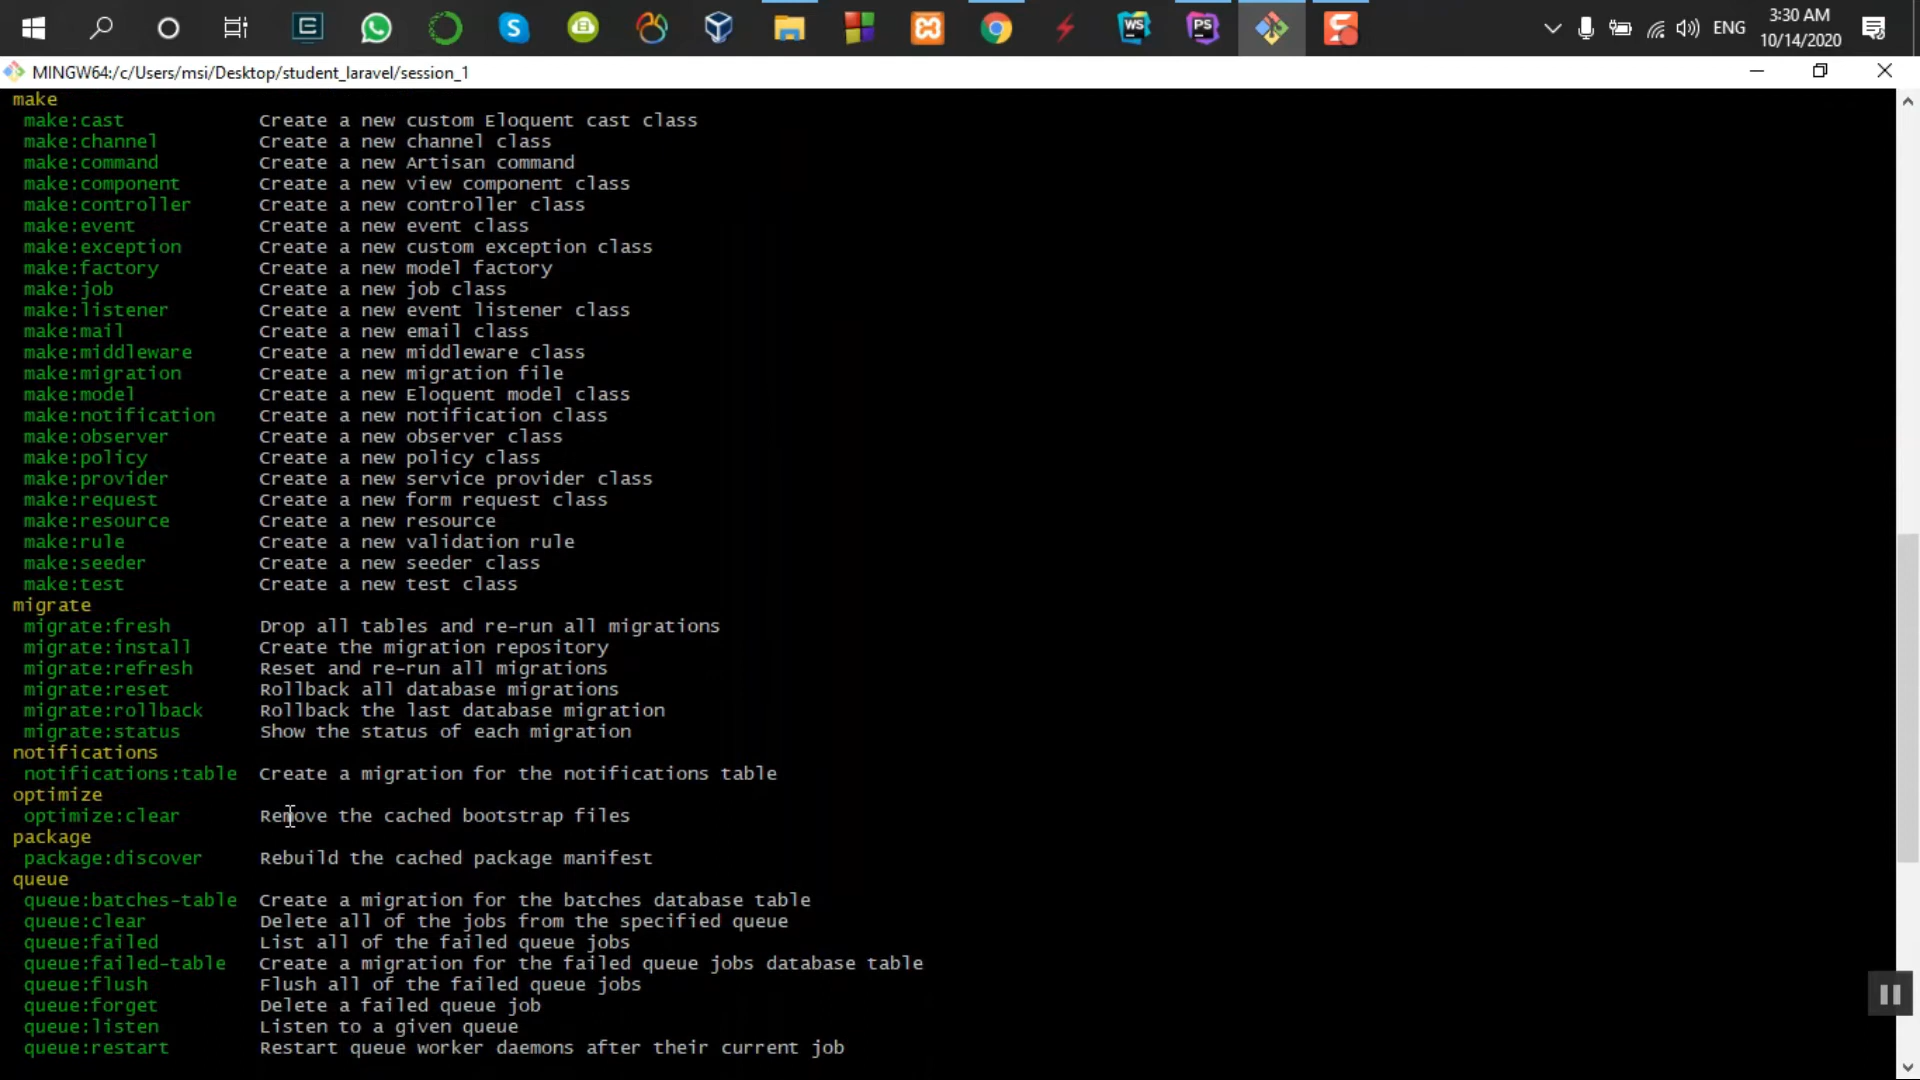 3:30 AM
ENG
10/14/2020
WS
PS
MINGW64:/c/Users/msi/Desktop/student_laravel/session_1
make
make:cast Create a new custom Eloquent cast class
make:channel Create a new channel class
make:command Create a new Artisan command
make:component Create a new view component class
make:controller Create a new controller class
make:event Create a new event class
make:exception Create a new custom exception class
make:factory Create a new model factory
make:job Create a new job class
make:listener Create a new event listener class
make:mail Create a new email class
make:middleware Create a new middleware class
make:migration Create a new migration file
make:model Create a new Eloquent model class
make:notification Create a new notification class
make:observer Create a new observer class
make:policy Create a new policy class
make:provider Create a new service provider class
make:request Create a new form request class
make:resource Create a new resource
make:rule Create a new validation rule
make:seeder Create a new seeder class
make:test Create a new test class
migrate
migrate:fresh Drop all tables and re-run all migrations
migrate:install Create the migration repository
migrate:refresh Reset and re-run all migrations
migrate:reset Rollback all database migrations
migrate:rollback Rollback the last database migration
migrate:status Show the status of each migration
notifications
notifications:table Create a migration for the notifications table
optimize
optimize:clear Remove the cached bootstrap files
package
package:discover Rebuild the cached package manifest
queue
queue:batches-table Create a migration for the batches database table
queue:clear Delete all of the jobs from the specified queue
queue:failed List all of the failed queue jobs
queue:failed-table Create a migration for the failed queue jobs database table
queue:flush Flush all of the failed queue jobs
queue:forget Delete a failed queue job
queue:listen Listen to a given queue
queue:restart Restart queue worker daemons after their current job